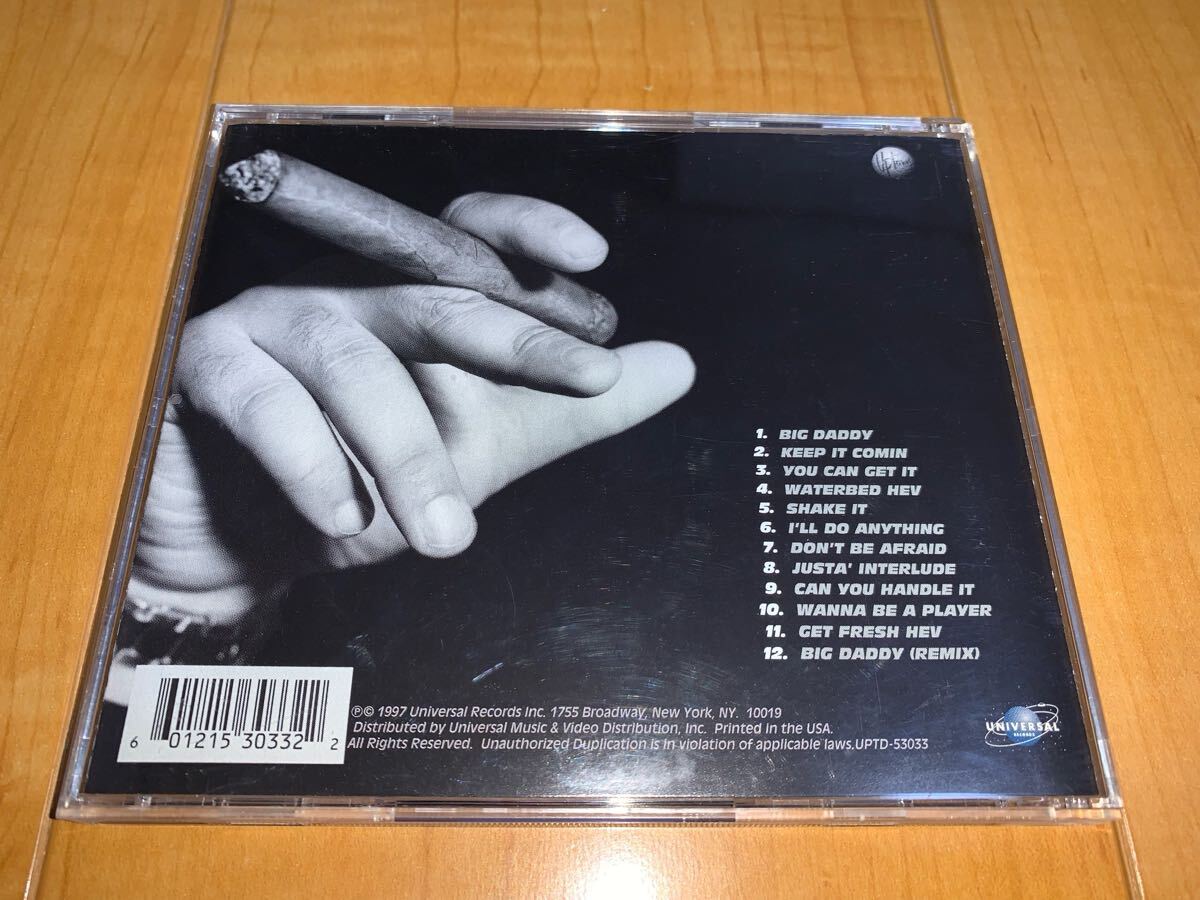 Uptown
1. BIG DADDY
2. KEEP IT COMIN
3. YOU CAN GET IT
4. WATERBED HEV
5. SHAKE IT
6. I'LL DO ANYTHING
7. DON'T BE AFRAID
8. JUSTA' INTERLUDE
9. CAN YOU HANDLE IT
10. WANNA BE A PLAYER
11. GET FRESH HEV
12. BIG DADDY (REMIX)
℗© 1997 Universal Records Inc. 1755 Broadway, New York, NY. 10019
Distributed by Universal Music & Video Distribution, Inc. Printed in the USA.
All Rights Reserved. Unauthorized Duplication is in violation of applicable laws.UPTD-53033
6 01215 30332 2
UNIVERSAL
RECORDS